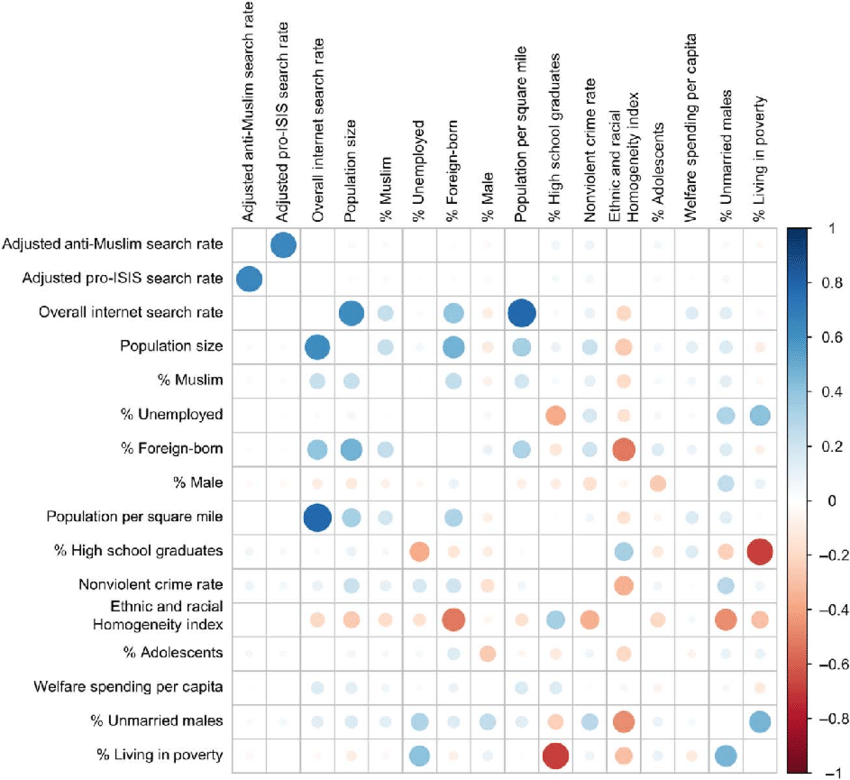 Adjusted anti-Muslim search rate
Adjusted pro-ISIS search rate
Overall internet search rate
Population size
% Muslim
% Unemployed
% Foreign-born
% Male
Population per square mile
% High school graduates
Nonviolent crime rate
Ethnic and racial
Homogeneity index
% Adolescents
Welfare spending per capita
% Unmarried males
% Living in poverty
Adjusted anti-Muslim search rate
Adjusted pro-ISIS search rate
Overall internet search rate
Population size
% Muslim
% Unemployed
% Foreign-born
% Male
Population per square mile
% High school graduates
Nonviolent crime rate
Ethnic and racial
Homogeneity index
% Adolescents
Welfare spending per capita
% Unmarried males
% Living in poverty
1
0.8
0.6
0.4
0.2
0
−0.2
−0.4
−0.6
−0.8
−1